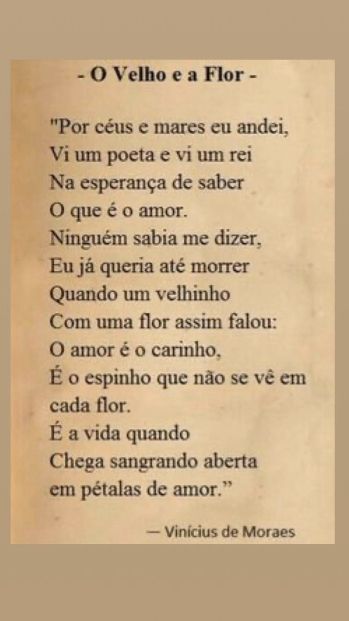 - O Velho e a Flor -
"Por céus e mares eu andei,
Vi um poeta e vi um rei
Na esperança de saber
O que é o amor.
Ninguém sabia me dizer,
Eu já queria até morrer
Quando um velhinho
Com uma flor assim falou:
O amor é o carinho,
É o espinho que não se vê em
cada flor.
É a vida quando
Chega sangrando aberta
em pétalas de amor.”
— Vinícius de Moraes